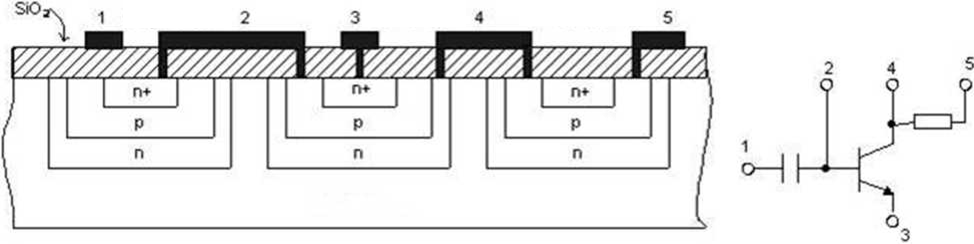 SiO₂
1 2 3 4 5
n+ n+ n+
p p p
n n n
2 4 5
1
3